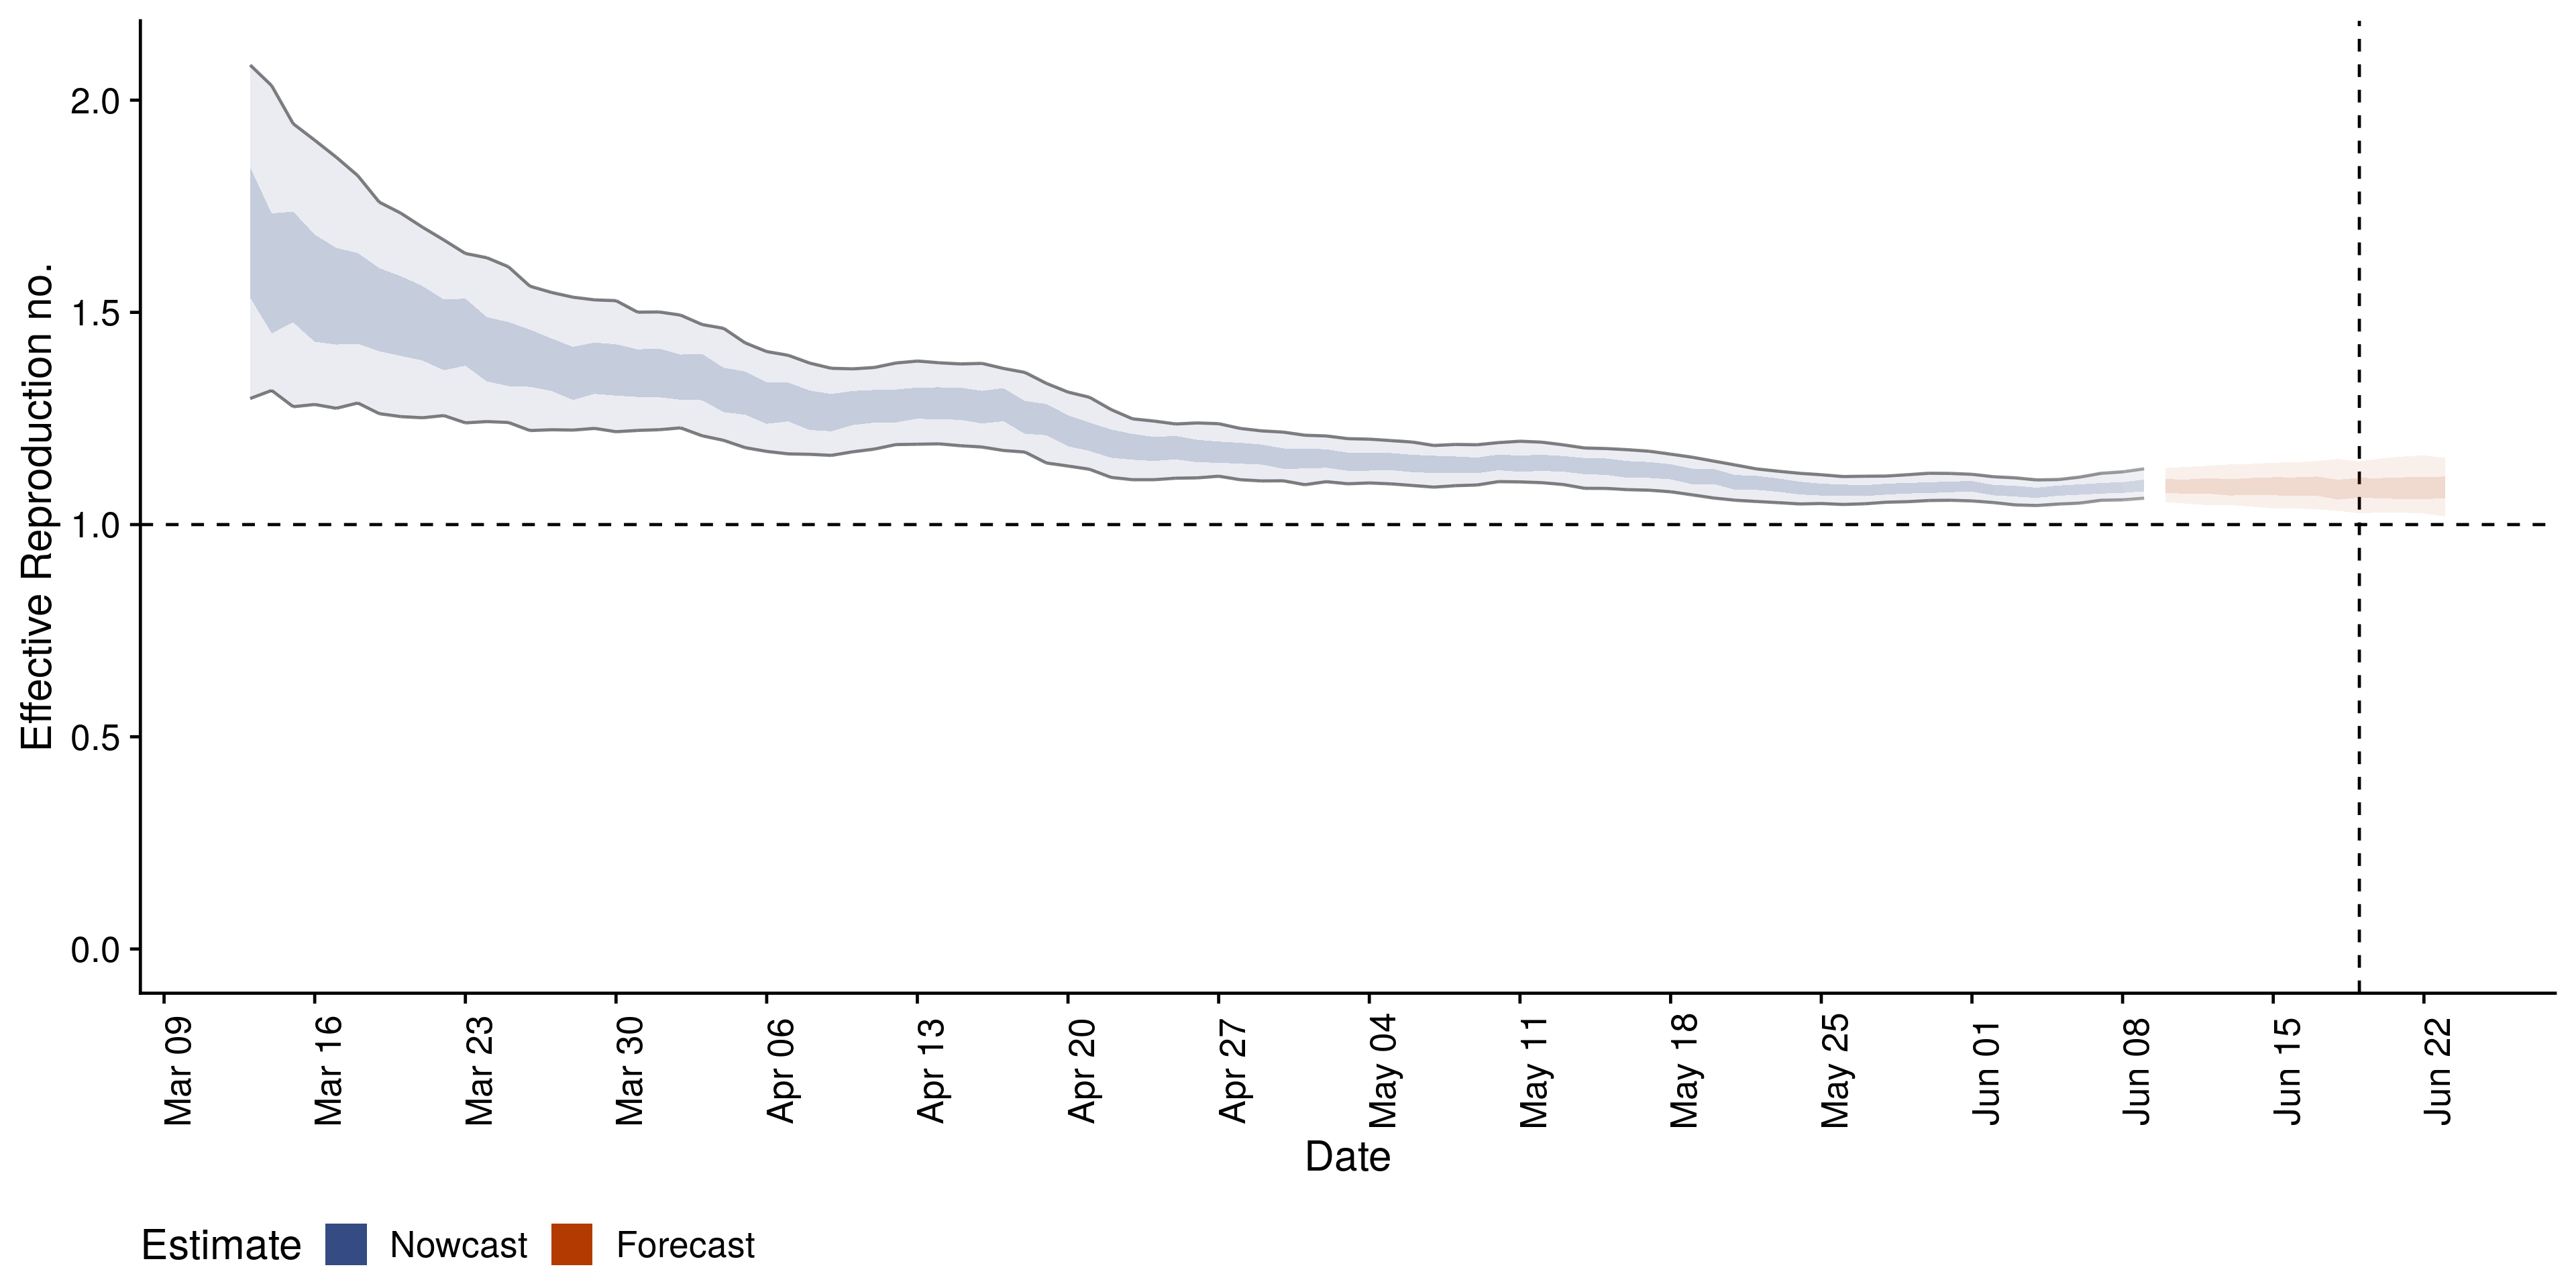 Effective Reproduction no.
2.0
1.5
1.0
0.5
0.0
Mar 09
Mar 16
Mar 23
Mar 30
Apr 06
Apr 13
Apr 20
Apr 27
May 04
May 11
May 18
May 25
Jun 01
Jun 08
Jun 15
Jun 22
Date
Estimate Nowcast Forecast